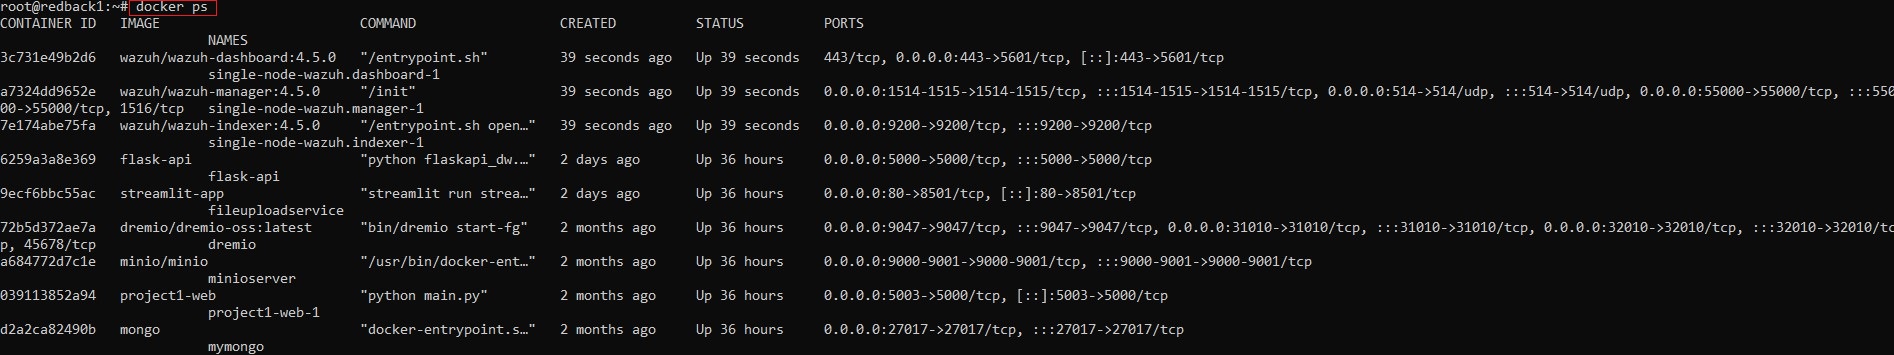 root@redback1:~# docker ps
CONTAINER ID   IMAGE                         COMMAND                  CREATED          STATUS          PORTS
                          NAMES
3c731e49b2d6   wazuh/wazuh-dashboard:4.5.0   "/entrypoint.sh"         39 seconds ago   Up 39 seconds   443/tcp, 0.0.0.0:443->5601/tcp, [::]:443->5601/tcp
                          single-node-wazuh.dashboard-1
a7324dd9652e   wazuh/wazuh-manager:4.5.0     "/init"                  39 seconds ago   Up 39 seconds   0.0.0.0:1514-1515->1514-1515/tcp, :::1514-1515->1514-1515/tcp, 0.0.0.0:514->514/udp, :::514->514/udp, 0.0.0.0:55000->55000/tcp, :::550
00->55000/tcp, 1516/tcp   single-node-wazuh.manager-1
7e174abe75fa   wazuh/wazuh-indexer:4.5.0     "/entrypoint.sh open…"   39 seconds ago   Up 39 seconds   0.0.0.0:9200->9200/tcp, :::9200->9200/tcp
                          single-node-wazuh.indexer-1
6259a3a8e369   flask-api                     "python flaskapi_dw.…"   2 days ago       Up 36 hours     0.0.0.0:5000->5000/tcp, :::5000->5000/tcp
                          flask-api
9ecf6bbc55ac   streamlit-app                 "streamlit run strea…"   2 days ago       Up 36 hours     0.0.0.0:80->8501/tcp, [::]:80->8501/tcp
                          fileuploadservice
72b5d372ae7a   dremio/dremio-oss:latest      "bin/dremio start-fg"    2 months ago     Up 36 hours     0.0.0.0:9047->9047/tcp, :::9047->9047/tcp, 0.0.0.0:31010->31010/tcp, :::31010->31010/tcp, 0.0.0.0:32010->32010/tcp, :::32010->32010/tc
p, 45678/tcp              dremio
a684772d7c1e   minio/minio                   "/usr/bin/docker-ent…"   2 months ago     Up 36 hours     0.0.0.0:9000-9001->9000-9001/tcp, :::9000-9001->9000-9001/tcp
                          minioserver
039113852a94   project1-web                  "python main.py"         2 months ago     Up 36 hours     0.0.0.0:5003->5000/tcp, [::]:5003->5000/tcp
                          project1-web-1
d2a2ca82490b   mongo                         "docker-entrypoint.s…"   2 months ago     Up 36 hours     0.0.0.0:27017->27017/tcp, :::27017->27017/tcp
                          mymongo